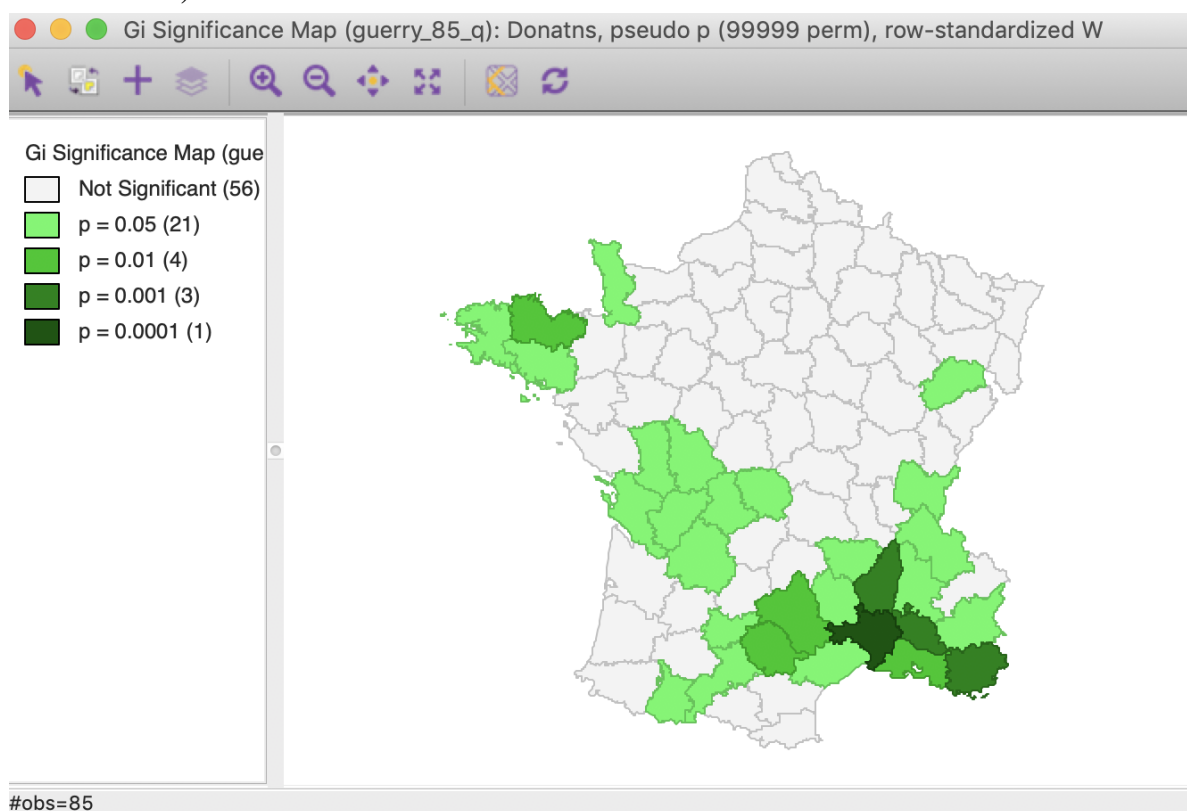 Gi Significance Map (guerry_85_q): Donatns, pseudo p (99999 perm), row-standardized W
Gi Significance Map (gue
Not Significant (56)
p = 0.05 (21)
p = 0.01 (4)
p = 0.001 (3)
p = 0.0001 (1)
#obs=85